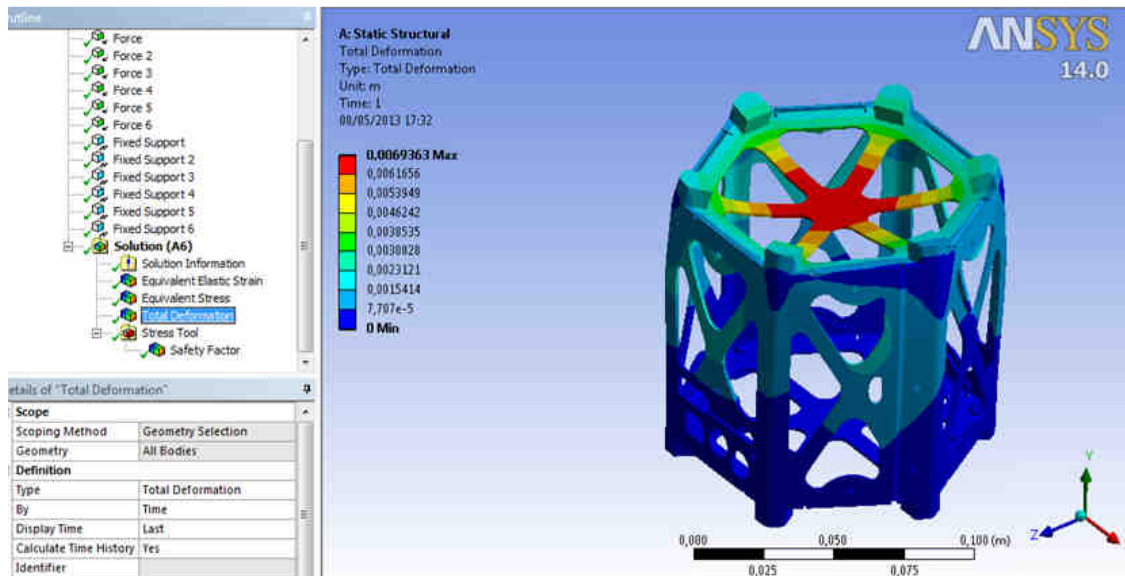 Outline
Force
Force 2
Force 3
Force 4
Force 5
Force 6
Fixed Support
Fixed Support 2
Fixed Support 3
Fixed Support 4
Fixed Support 5
Fixed Support 6
Solution (A6)
Solution Information
Equivalent Elastic Strain
Equivalent Stress
Total Deformation
Stress Tool
Safety Factor
etails of "Total Deformation"
Scope
Scoping Method Geometry Selection
Geometry All Bodies
Definition
Type Total Deformation
By Time
Display Time Last
Calculate Time History Yes
Identifier
A: Static Structural
Total Deformation
Type: Total Deformation
Unit: m
Time: 1
08/05/2013 17:32
0,0069363 Max
0,0061656
0,0053949
0,0046242
0,0038535
0,0030828
0,0023121
0,0015414
7,707e-5
0 Min
ANSYS
14.0
Y
Z
0,000 0,050 0,100 (m)
0,025 0,075